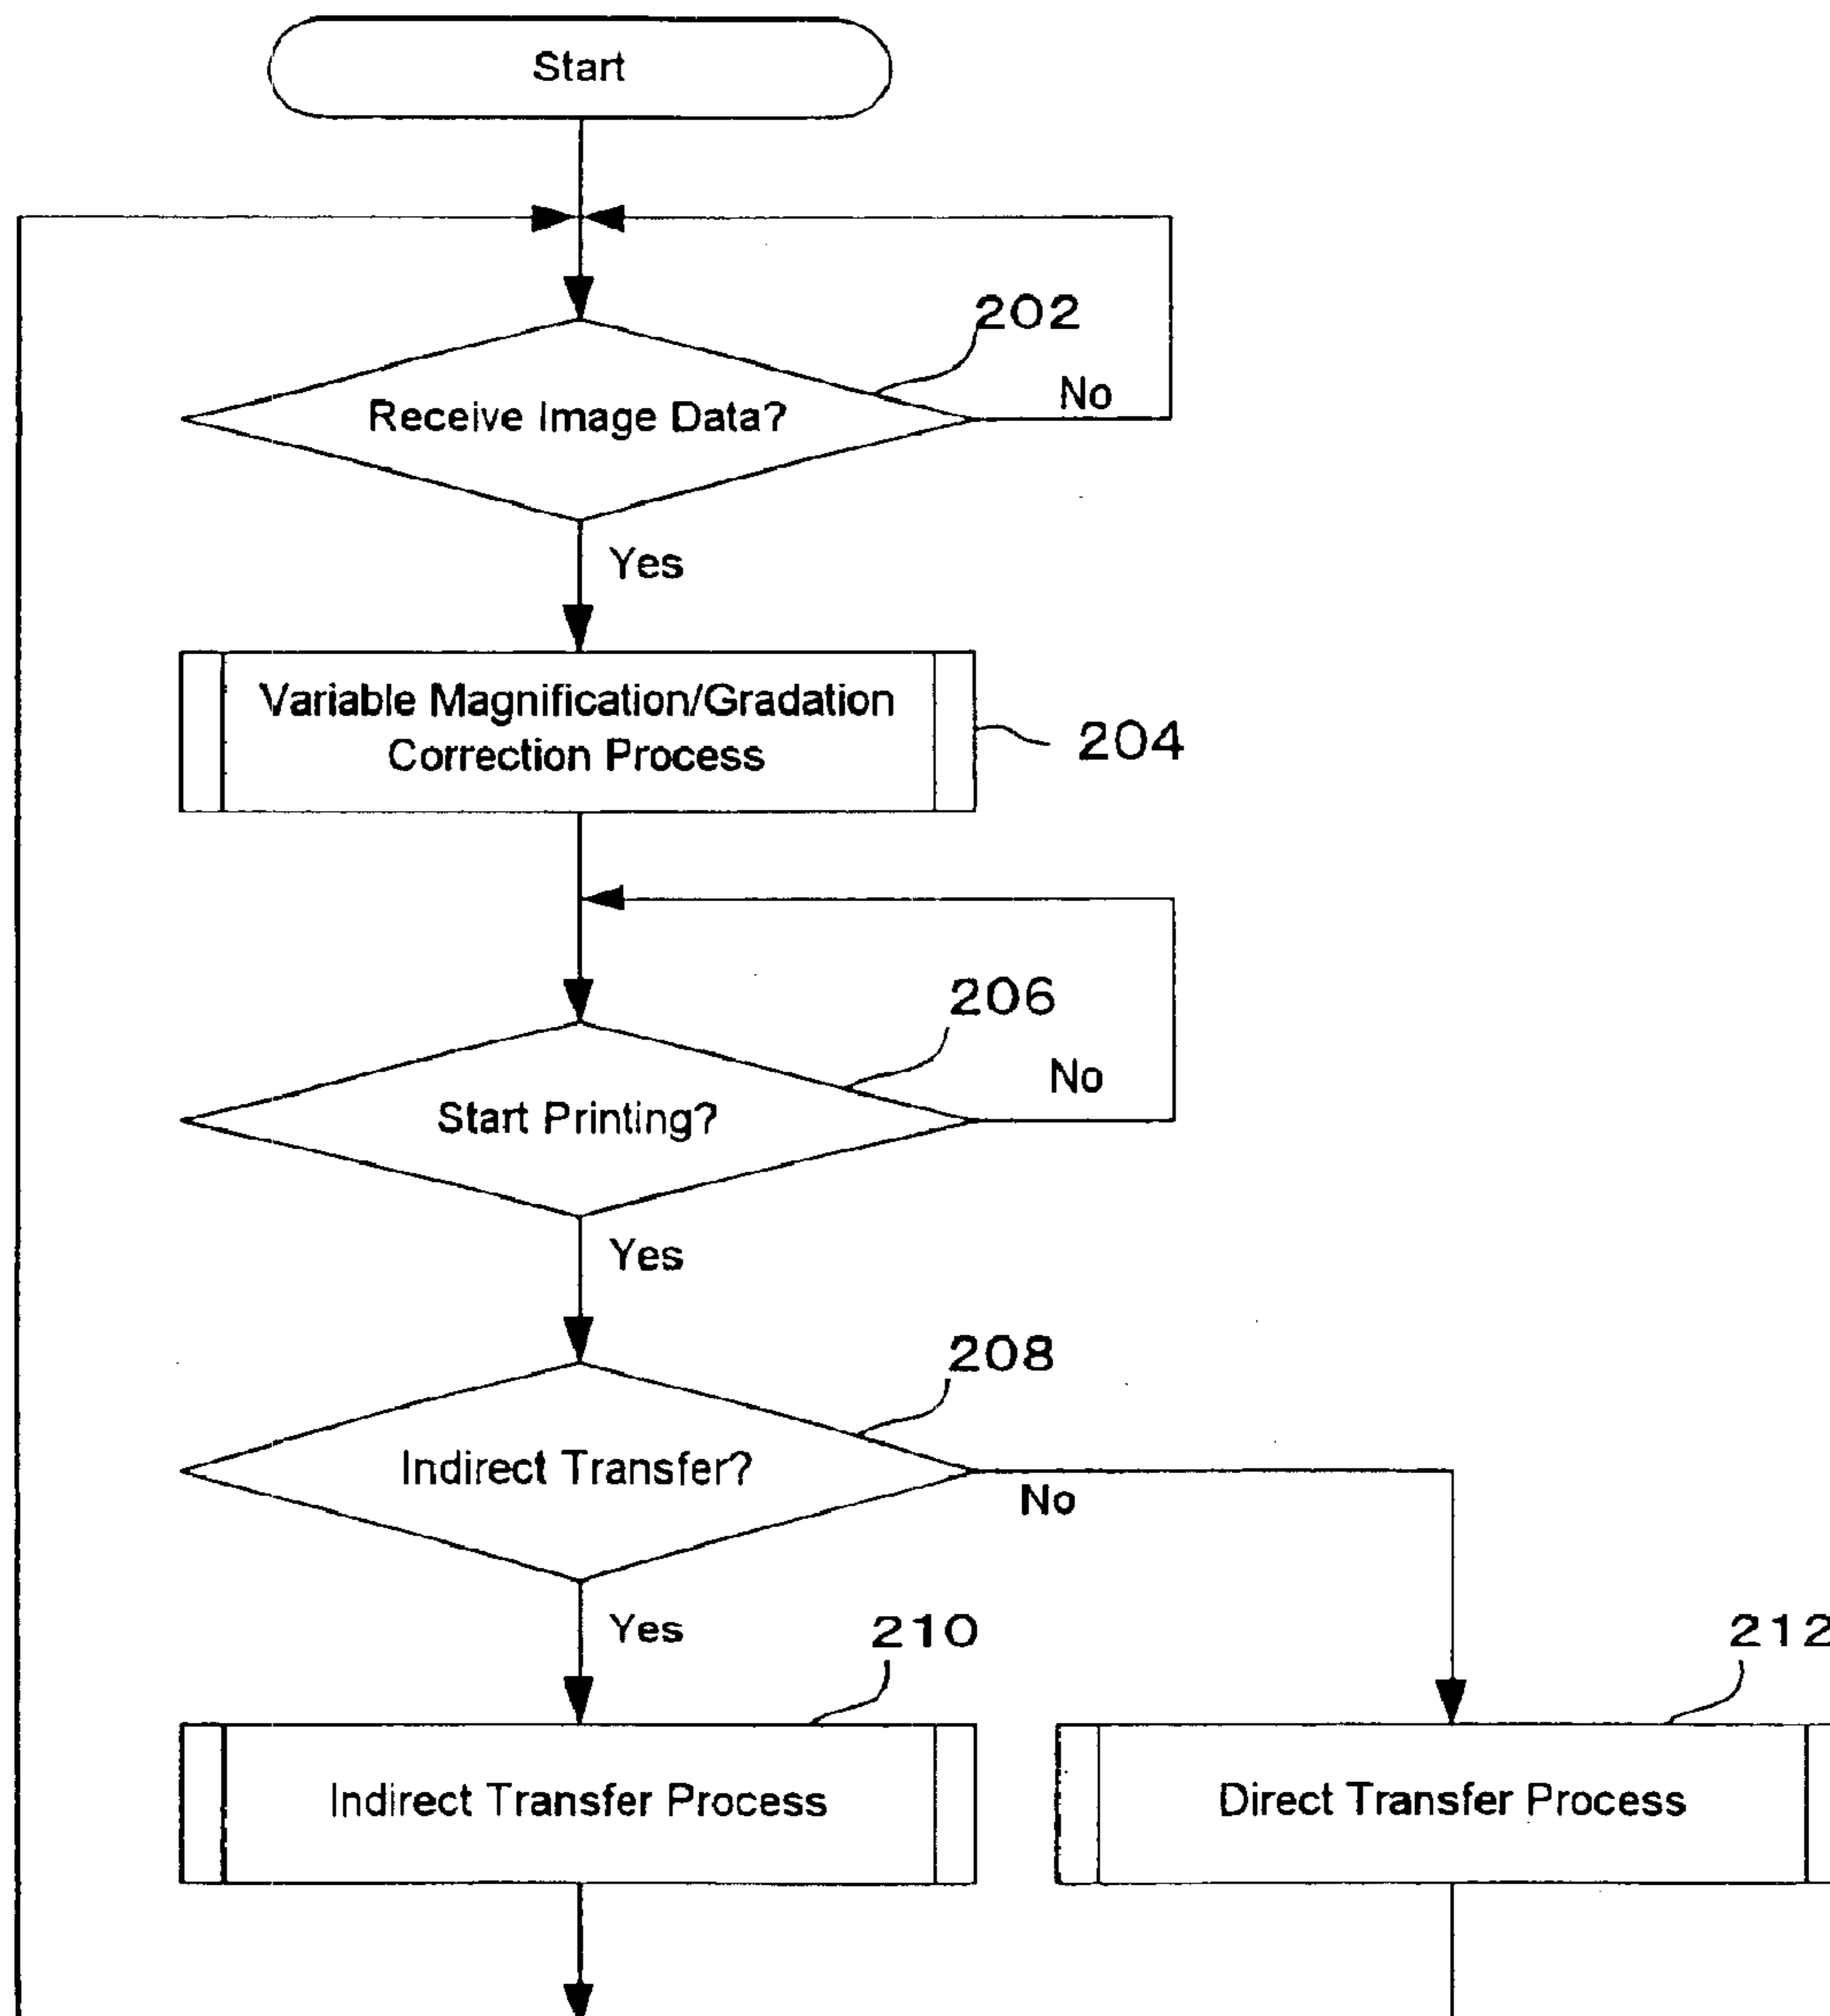 Start
202
Receive Image Data?
No
Yes
Variable Magnification/Gradation
Correction Process
204
206
Start Printing?
No
Yes
208
Indirect Transfer?
No
Yes
210
212
Indirect Transfer Process
Direct Transfer Process